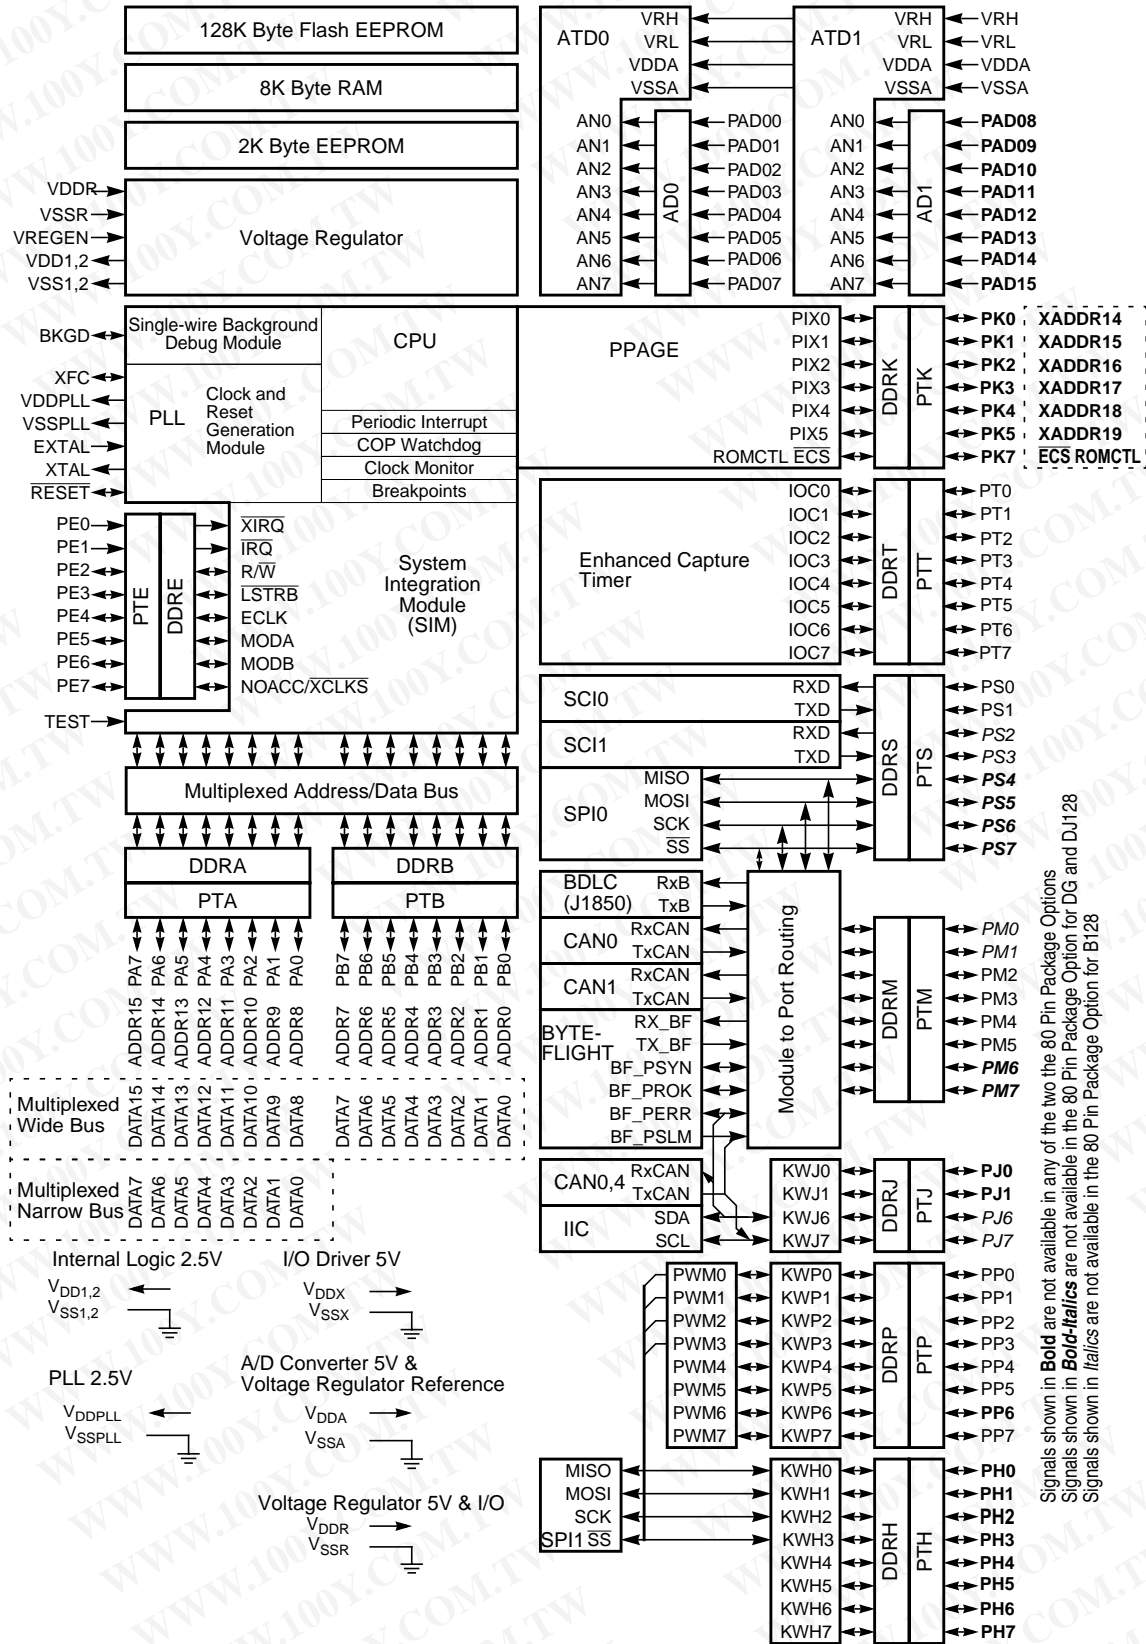 128K Byte Flash EEPROM
8K Byte RAM
2K Byte EEPROM
VDDR
VSSR
VREGEN
VDD1,2
VSS1,2
Voltage Regulator
ATD0
VRH
VRL
VDDA
VSSA
AN0
AN1
AN2
AN3
AN4
AN5
AN6
AN7
AD0
PAD00
PAD01
PAD02
PAD03
PAD04
PAD05
PAD06
PAD07
ATD1
VRH
VRL
VDDA
VSSA
VRH
VRL
VDDA
VSSA
AN0
AN1
AN2
AN3
AN4
AN5
AN6
AN7
AD1
PAD08
PAD09
PAD10
PAD11
PAD12
PAD13
PAD14
PAD15
BKGD
XFC
VDDPLL
VSSPLL
EXTAL
XTAL
RESET
Single-wire Background
Debug Module
CPU
PLL
Clock and
Reset
Generation
Module
Periodic Interrupt
COP Watchdog
Clock Monitor
Breakpoints
PPAGE
PIX0
PIX1
PIX2
PIX3
PIX4
PIX5
ROMCTL ECS
DDRK
PTK
PK0 XADDR14
PK1 XADDR15
PK2 XADDR16
PK3 XADDR17
PK4 XADDR18
PK5 XADDR19
PK7 ECS ROMCTL
PE0
PE1
PE2
PE3
PE4
PE5
PE6
PE7
TEST
PTE
DDRE
XIRQ
IRQ
R/W
LSTRB
ECLK
MODA
MODB
NOACC/XCLKS
System
Integration
Module
(SIM)
Enhanced Capture
Timer
IOC0
IOC1
IOC2
IOC3
IOC4
IOC5
IOC6
IOC7
DDRT
PTT
PT0
PT1
PT2
PT3
PT4
PT5
PT6
PT7
SCI0
RXD
TXD
SCI1
RXD
TXD
SPI0
MISO
MOSI
SCK
SS
DDRS
PTS
PS0
PS1
PS2
PS3
PS4
PS5
PS6
PS7
Multiplexed Address/Data Bus
DDRA
PTA
DDRB
PTB
PA7 PA6 PA5 PA4 PA3 PA2 PA1 PA0
PB7 PB6 PB5 PB4 PB3 PB2 PB1 PB0
ADDR15 ADDR14 ADDR13 ADDR12 ADDR11 ADDR10 ADDR9 ADDR8
ADDR7 ADDR6 ADDR5 ADDR4 ADDR3 ADDR2 ADDR1 ADDR0
Multiplexed
Wide Bus
DATA15 DATA14 DATA13 DATA12 DATA11 DATA10 DATA9 DATA8
DATA7 DATA6 DATA5 DATA4 DATA3 DATA2 DATA1 DATA0
Multiplexed
Narrow Bus
DATA7 DATA6 DATA5 DATA4 DATA3 DATA2 DATA1 DATA0
BDLC
(J1850)
RxB
TxB
CAN0
RxCAN
TxCAN
CAN1
RxCAN
TxCAN
BYTE-
FLIGHT
RX_BF
TX_BF
BF_PSYN
BF_PROK
BF_PERR
BF_PSLM
Module to Port Routing
DDRM
PTM
PM0
PM1
PM2
PM3
PM4
PM5
PM6
PM7
CAN0,4
RxCAN
TxCAN
IIC
SDA
SCL
KWJ0
KWJ1
KWJ6
KWJ7
DDRJ
PTJ
PJ0
PJ1
PJ6
PJ7
PWM0
PWM1
PWM2
PWM3
PWM4
PWM5
PWM6
PWM7
KWP0
KWP1
KWP2
KWP3
KWP4
KWP5
KWP6
KWP7
DDRP
PTP
PP0
PP1
PP2
PP3
PP4
PP5
PP6
PP7
MISO
MOSI
SCK
SPI1 SS
KWH0
KWH1
KWH2
KWH3
KWH4
KWH5
KWH6
KWH7
DDRH
PTH
PH0
PH1
PH2
PH3
PH4
PH5
PH6
PH7
Internal Logic 2.5V
VDD1,2
VSS1,2
I/O Driver 5V
VDDX
VSSX
PLL 2.5V
VDDPLL
VSSPLL
A/D Converter 5V &
Voltage Regulator Reference
VDDA
VSSA
Voltage Regulator 5V & I/O
VDDR
VSSR
Signals shown in Bold are not available in any of the two the 80 Pin Package Options
Signals shown in Bold-Italics are not available in the 80 Pin Package Option for DG and DJ128
Signals shown in Italics are not available in the 80 Pin Package Option for B128
WWW.100Y.COM.TW